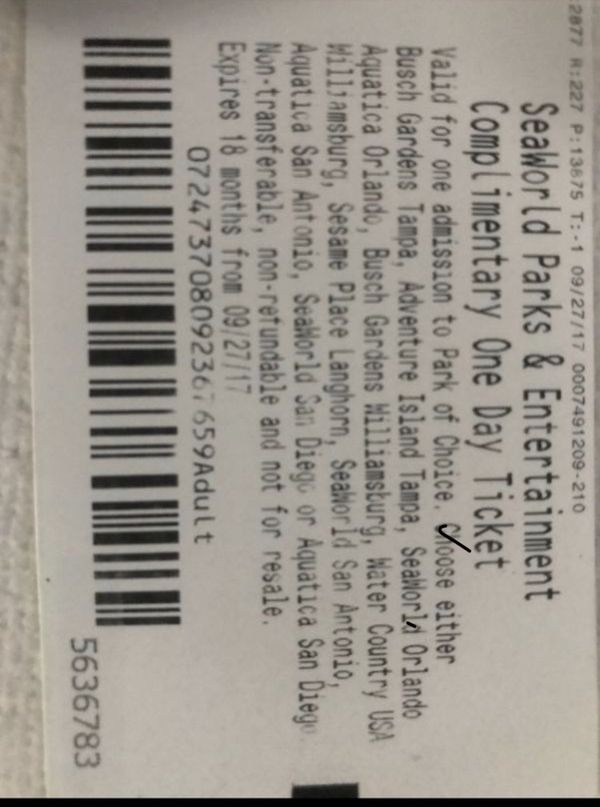 2877 R:227 P:13675 T:-1 09/27/17 0007491209-210
SeaWorld Parks & Entertainment
Complimentary One Day Ticket
Valid for one admission to Park of Choice. Choose either
Busch Gardens Tampa, Adventure Island Tampa, SeaWorld Orlando
Aquatica Orlando, Busch Gardens Williamsburg, Water Country USA
Williamsburg, Sesame Place Langhorn, SeaWorld San Antonio,
Aquatica San Antonio, SeaWorld San Diego or Aquatica San Diego
Non-transferable, non-refundable and not for resale.
Expires 18 months from 09/27/17
072473708092367659Adult
5636783